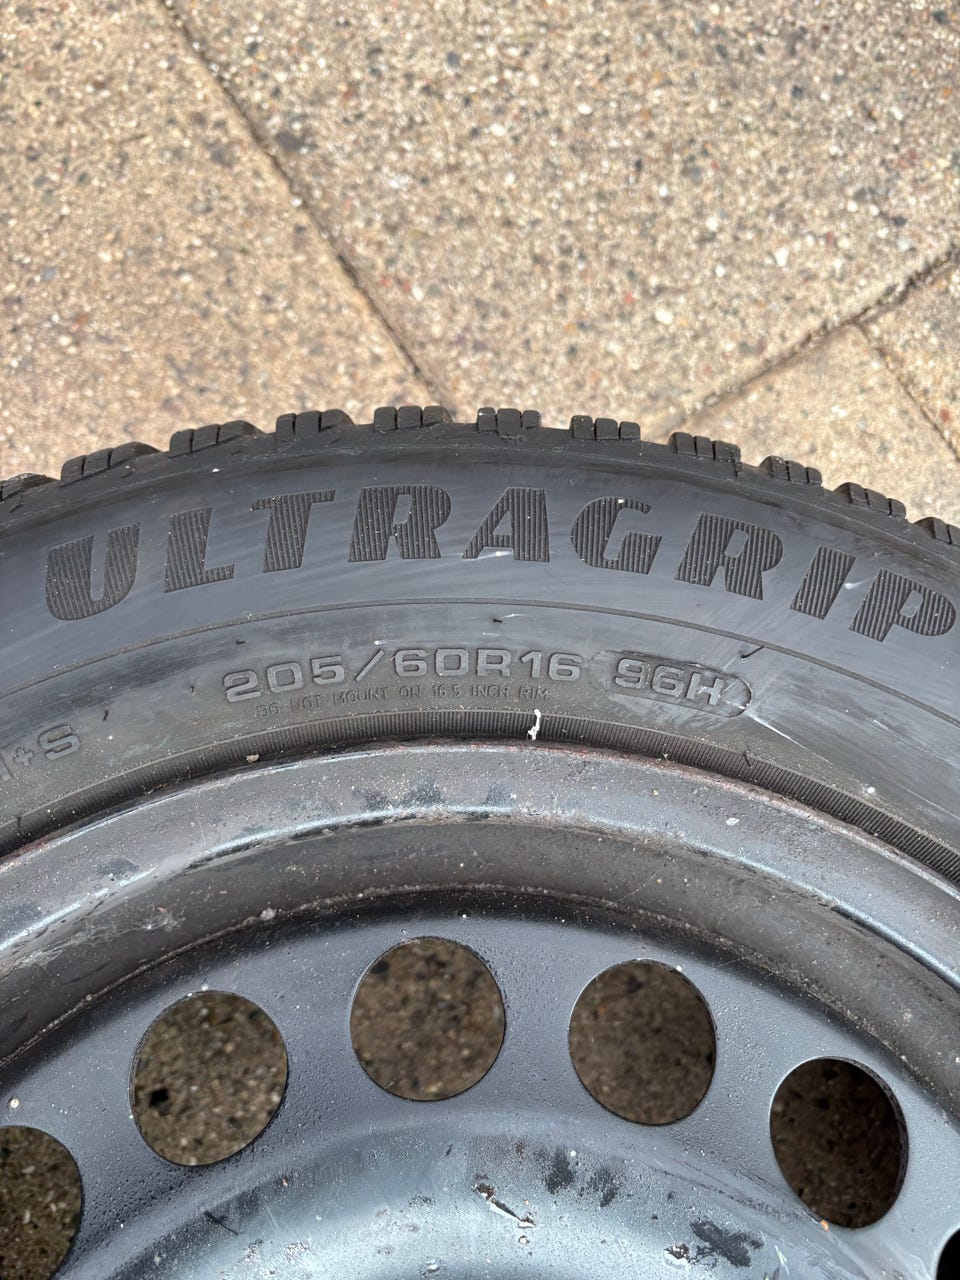 ULTRAGRIP
205/60R16 96H
DO NOT MOUNT ON 16.5 INCH RIM
+S